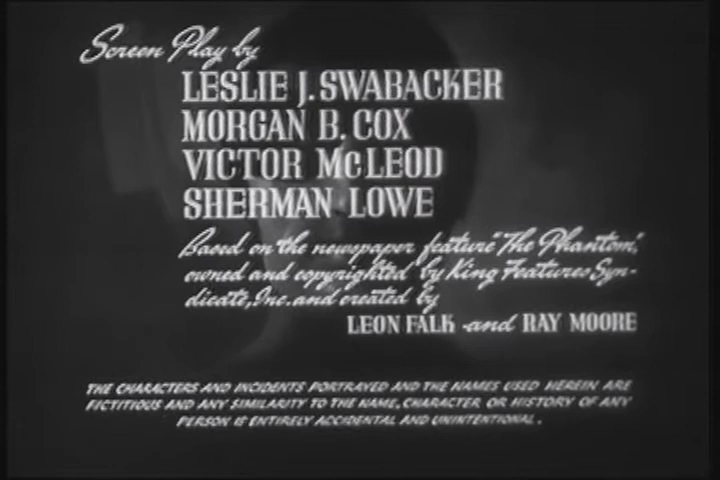 Screen Play by
LESLIE J. SWABACKER
MORGAN B. COX
VICTOR McLEOD
SHERMAN LOWE
Based on the newspaper feature "The Phantom,"
owned and copyrighted by King Features Syn-
dicate, Inc. and created by
LEON FALK and RAY MOORE
THE CHARACTERS AND INCIDENTS PORTRAYED AND THE NAMES USED HEREIN ARE
FICTITIOUS AND ANY SIMILARITY TO THE NAME, CHARACTER OR HISTORY OF ANY
PERSON IS ENTIRELY ACCIDENTAL AND UNINTENTIONAL.